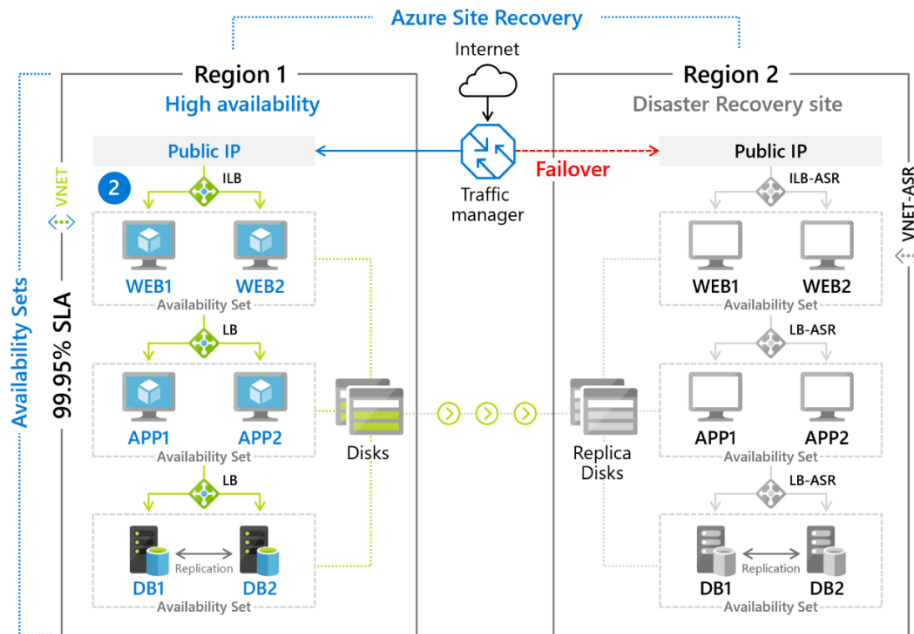 Azure Site Recovery
Internet
Region 1
High availability
Region 2
Disaster Recovery site
Public IP
Public IP
Failover
Traffic
manager
2
VNET
ILB
ILB-ASR
VNET-ASR
WEB1
WEB2
Availability Set
WEB1
WEB2
Availability Set
Availability Sets
99.95% SLA
LB
LB-ASR
APP1
APP2
Availability Set
Disks
Replica
Disks
APP1
APP2
Availability Set
LB
LB-ASR
Replication
DB1
DB2
Availability Set
Replication
DB1
DB2
Availability Set